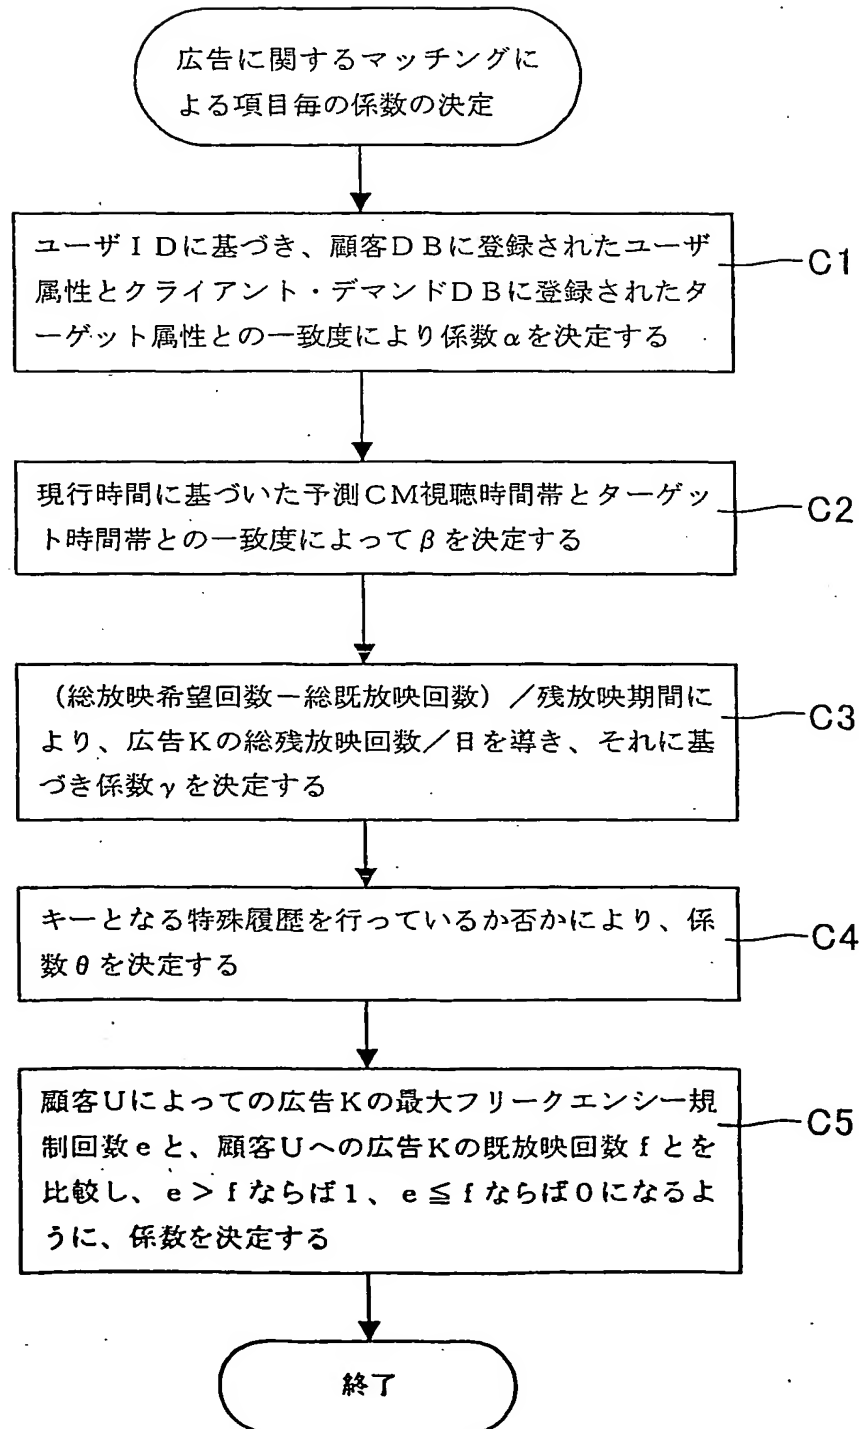 広告に関するマッチングに
よる項目毎の係数の決定
ユーザＩＤに基づき、顧客ＤＢに登録されたユーザ
属性とクライアント・デマンドＤＢに登録されたタ
ーゲット属性との一致度により係数αを決定する
C1
現行時間に基づいた予測ＣＭ視聴時間帯とターゲッ
ト時間帯との一致度によってβを決定する
C2
（総放映希望回数－総既放映回数）／残放映期間に
より、広告Ｋの総残放映回数／日を導き、それに基
づき係数γを決定する
C3
キーとなる特殊履歴を行っているか否かにより、係
数θを決定する
C4
顧客Ｕによっての広告Ｋの最大フリークエンシー規
制回数ｅと、顧客Ｕへの広告Ｋの既放映回数ｆとを
比較し、ｅ＞ｆならば１、ｅ≦ｆならば０になるよ
うに、係数を決定する
C5
終了